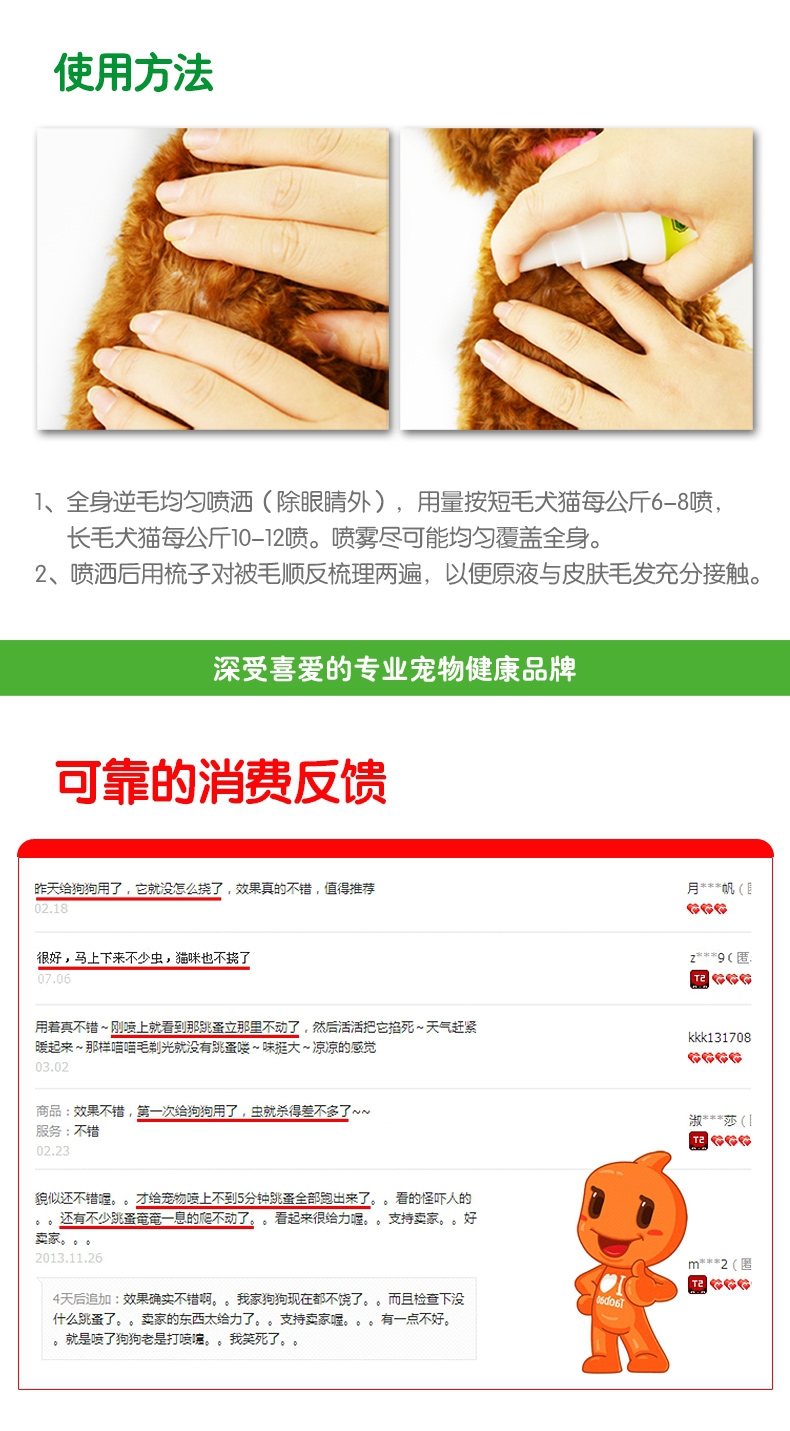 使用方法
1、全身逆毛均匀喷洒（除眼睛外），用量按短毛犬猫每公斤6-8喷，
长毛犬猫每公斤10-12喷。喷雾尽可能均匀覆盖全身。
2、喷洒后用梳子对被毛顺反梳理两遍，以便原液与皮肤毛发充分接触。
深受喜爱的专业宠物健康品牌
可靠的消费反馈
昨天给狗狗用了，它就没怎么挠了，效果真的不错，值得推荐
月***帆（
02.18
很好，马上下来不少虫，猫咪也不挠了
z***9（匿
07.06
T2
用着真不错～刚喷上就看到那跳蚤立那里不动了，然后活活把它掐死～天气赶紧
暖起来～那样喵喵毛剃光就没有跳蚤喽～味挺大～凉凉的感觉
kkk131708
03.02
商品：效果不错，第一次给狗狗用了，虫就杀得差不多了~~
服务：不错
淑***莎（
02.23
T2
貌似还不错喔。。才给宠物喷上不到5分钟跳蚤全部跑出来了。。看的怪吓人的
。。还有不少跳蚤奄奄一息的爬不动了。。看起来很给力喔。。支持卖家。。好
卖家。。。
2013.11.26
m***2（匿
T2
I
Taobao
4天后追加：效果确实不错啊。。我家狗狗现在都不饶了。。而且检查下没
什么跳蚤了。。卖家的东西太给力了。。支持卖家喔。。。有一点不好。
。就是喷了狗狗老是打喷嚏。。我笑死了。。